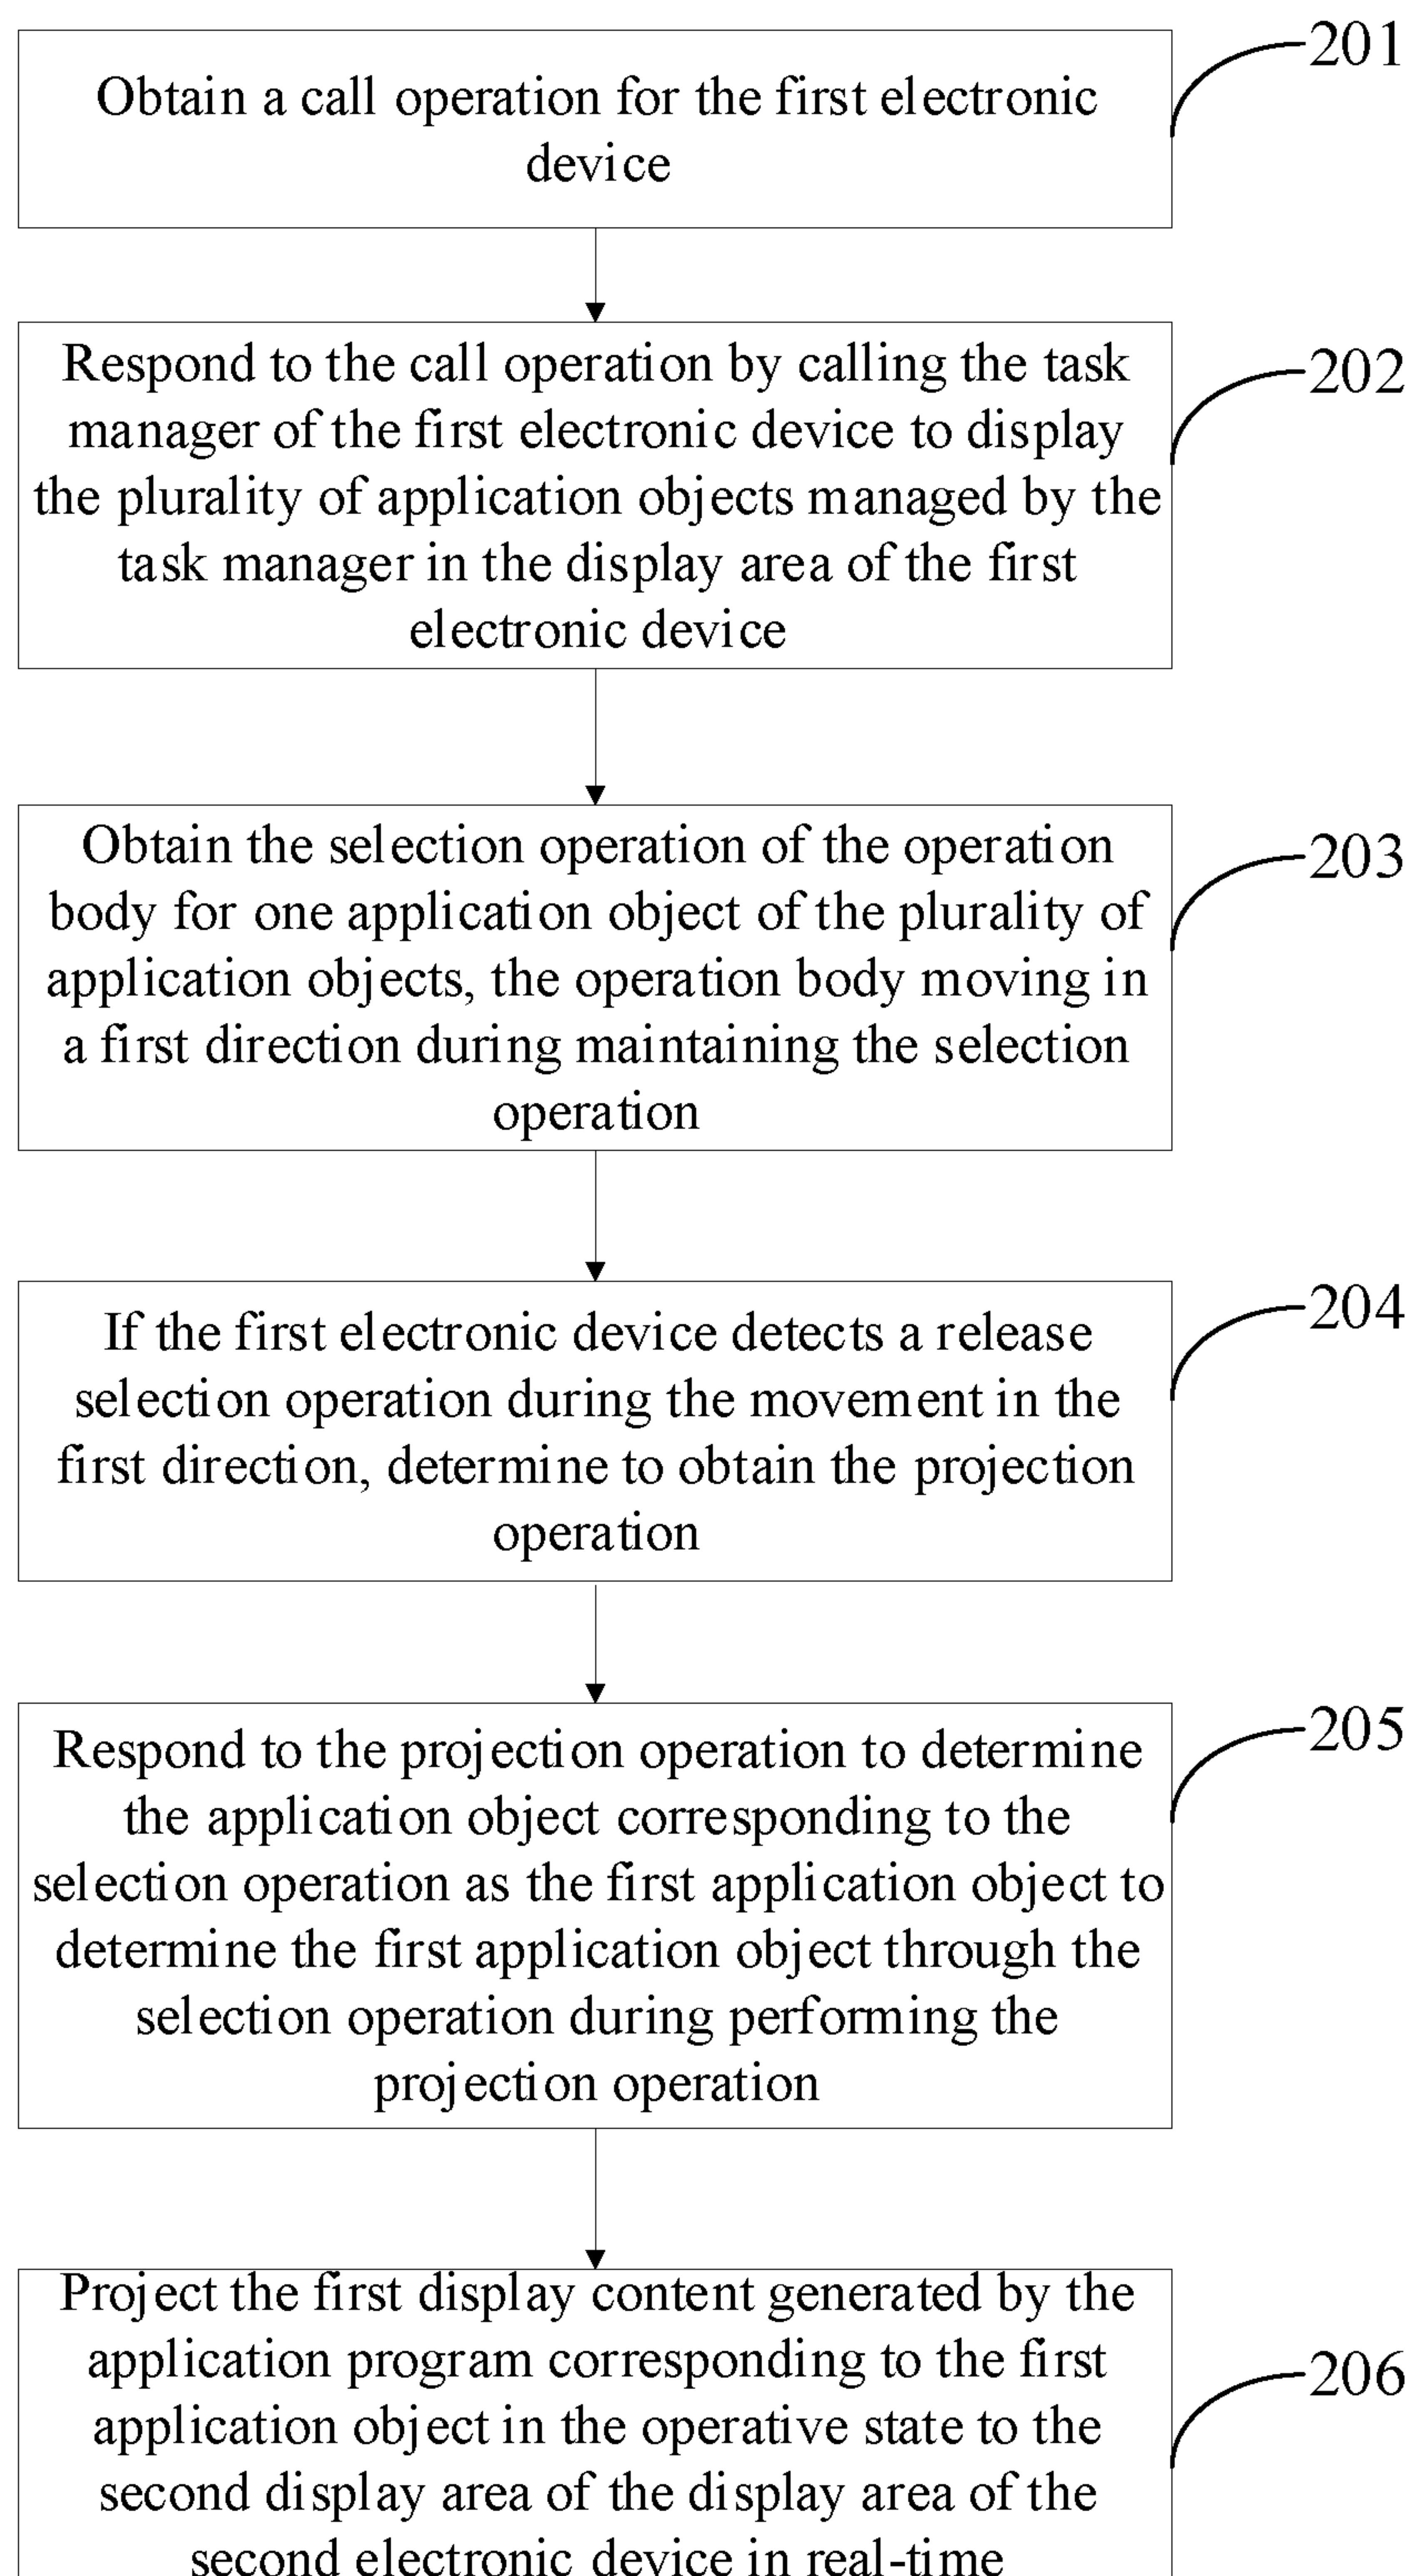 201
Obtain a call operation for the first electronic
device
202
Respond to the call operation by calling the task
manager of the first electronic device to display
the plurality of application objects managed by the
task manager in the display area of the first
electronic device
203
Obtain the selection operation of the operation
body for one application object of the plurality of
application objects, the operation body moving in
a first direction during maintaining the selection
operation
204
If the first electronic device detects a release
selection operation during the movement in the
first direction, determine to obtain the projection
operation
205
Respond to the projection operation to determine
the application object corresponding to the
selection operation as the first application object to
determine the first application object through the
selection operation during performing the
projection operation
206
Project the first display content generated by the
application program corresponding to the first
application object in the operative state to the
second display area of the display area of the
second electronic device in real-time